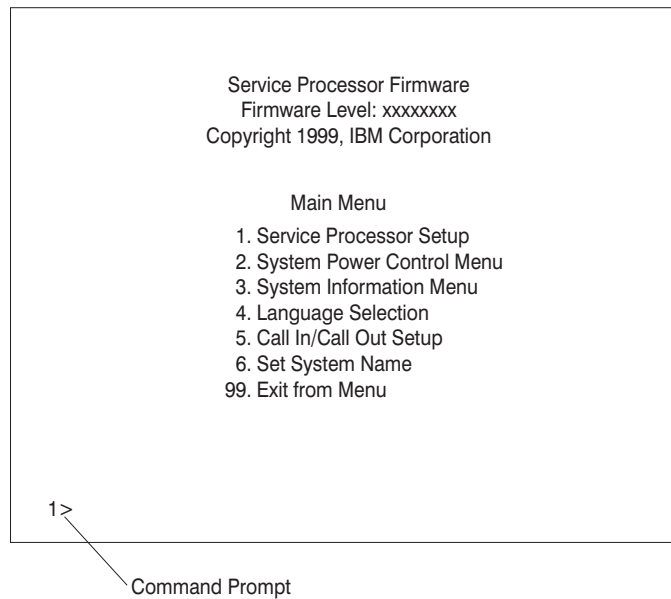 Service Processor Firmware
Firmware Level: xxxxxxxx
Copyright 1999, IBM Corporation
Main Menu
1. Service Processor Setup
2. System Power Control Menu
3. System Information Menu
4. Language Selection
5. Call In/Call Out Setup
6. Set System Name
99. Exit from Menu
1>
Command Prompt